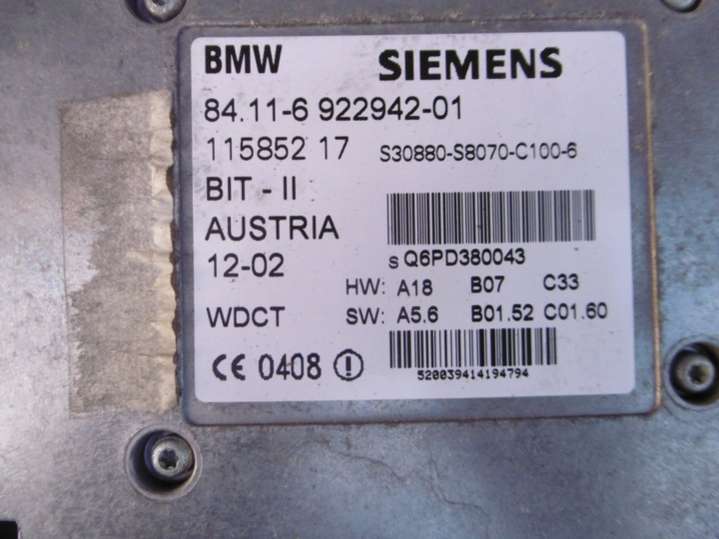 BMW SIEMENS
84.11-6 922942-01
115852 17 S30880-S8070-C100-6
BIT - II
AUSTRIA
12-02 S Q6PD380043
HW: A18 B07 C33
WDCT SW: A5.6 B01.52 C01.60
CE 0408 !
520039414194794